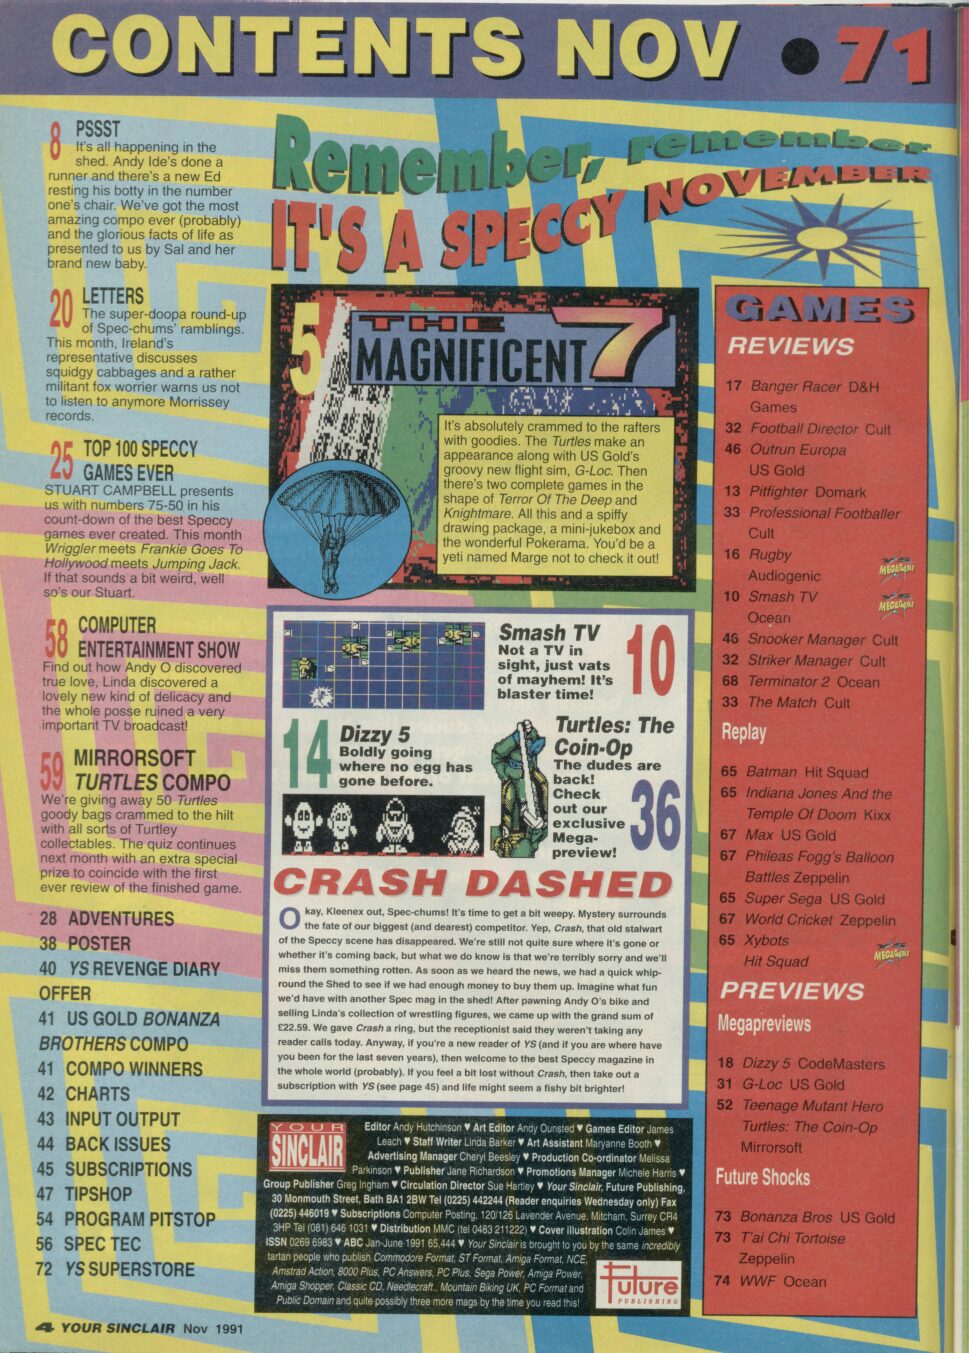 CONTENTS NOV • 71
8 PSSST
It's all happening in the
shed. Andy Ide's done a
runner and there's a new Ed
resting his botty in the number
one's chair. We've got the most
amazing compo ever (probably)
and the glorious facts of life as
presented to us by Sal and her
brand new baby.
20 LETTERS
The super-doopa round-up
of Spec-chums' ramblings.
This month, Ireland's
representative discusses
squidgy cabbages and a rather
militant fox worrier warns us not
to listen to anymore Morrissey
records.
25 TOP 100 SPECCY
GAMES EVER
STUART CAMPBELL presents
us with numbers 75-50 in his
count-down of the best Speccy
games ever created. This month
Wriggler meets Frankie Goes To
Hollywood meets Jumping Jack.
If that sounds a bit weird, well
so's our Stuart.
58 COMPUTER
ENTERTAINMENT SHOW
Find out how Andy O discovered
true love, Linda discovered a
lovely new kind of delicacy and
the whole posse ruined a very
important TV broadcast!
59 MIRRORSOFT
TURTLES COMPO
We're giving away 50 Turtles
goody bags crammed to the hilt
with all sorts of Turtley
collectables. The quiz continues
next month with an extra special
prize to coincide with the first
ever review of the finished game.
28 ADVENTURES
38 POSTER
40 YS REVENGE DIARY
OFFER
41 US GOLD BONANZA
BROTHERS COMPO
41 COMPO WINNERS
42 CHARTS
43 INPUT OUTPUT
44 BACK ISSUES
45 SUBSCRIPTIONS
47 TIPSHOP
54 PROGRAM PITSTOP
56 SPEC TEC
72 YS SUPERSTORE
Remember, remember
IT'S A SPECCY NOVEMBER
5 THE
MAGNIFICENT 7
It's absolutely crammed to the rafters
with goodies. The Turtles make an
appearance along with US Gold's
groovy new flight sim, G-Loc. Then
there's two complete games in the
shape of Terror Of The Deep and
Knightmare. All this and a spiffy
drawing package, a mini-jukebox and
the wonderful Pokerama. You'd be a
yeti named Marge not to check it out!
Smash TV
Not a TV in
sight, just vats
of mayhem! It's
blaster time!
10
14 Dizzy 5
Boldly going
where no egg has
gone before.
Turtles: The
Coin-Op
The dudes are
back!
Check
out our
exclusive
Mega-
preview!
36
CRASH DASHED
Okay, Kleenex out, Spec-chums! It's time to get a bit weepy. Mystery surrounds
the fate of our biggest (and dearest) competitor. Yep, Crash, that old stalwart
of the Speccy scene has disappeared. We're still not quite sure where it's gone or
whether it's coming back, but what we do know is that we're terribly sorry and we'll
miss them something rotten. As soon as we heard the news, we had a quick whip-
round the Shed to see if we had enough money to buy them up. Imagine what fun
we'd have with another Spec mag in the shed! After pawning Andy O's bike and
selling Linda's collection of wrestling figures, we came up with the grand sum of
£22.59. We gave Crash a ring, but the receptionist said they weren't taking any
reader calls today. Anyway, if you're a new reader of YS (and if you are where have
you been for the last seven years), then welcome to the best Speccy magazine in
the whole world (probably). If you feel a bit lost without Crash, then take out a
subscription with YS (see page 45) and life might seem a fishy bit brighter!
YOUR
SINCLAIR
Editor Andy Hutchinson ♥ Art Editor Andy Ounsted ♥ Games Editor James
Leach ♥ Staff Writer Linda Barker ♥ Art Assistant Maryanne Booth ♥
Advertising Manager Cheryl Beesley ♥ Production Co-ordinator Melissa
Parkinson ♥ Publisher Jane Richardson ♥ Promotions Manager Michele Harris ♥
Group Publisher Greg Ingham ♥ Circulation Director Sue Hartley ♥ Your Sinclair, Future Publishing,
30 Monmouth Street, Bath BA1 2BW Tel (0225) 442244 (Reader enquiries Wednesday only) Fax
(0225) 446019 ♥ Subscriptions Computer Posting, 120/126 Lavender Avenue, Mitcham, Surrey CR4
3HP Tel (081) 646 1031 ♥ Distribution MMC (tel 0483 211222) ♥ Cover illustration Colin James ♥
ISSN 0269 6983 ♥ ABC Jan-June 1991 65,444 ♥ Your Sinclair is brought to you by the same incredibly
tartan people who publish Commodore Format, ST Format, Amiga Format, NCE,
Amstrad Action, 8000 Plus, PC Answers, PC Plus, Sega Power, Amiga Power,
Amiga Shopper, Classic CD, Needlecraft, Mountain Biking UK, PC Format and
Public Domain and quite possibly three more mags by the time you read this!
Future
PUBLISHING
GAMES
REVIEWS
17 Banger Racer D&H
Games
32 Football Director Cult
46 Outrun Europa
US Gold
13 Pitfighter Domark
33 Professional Footballer
Cult
16 Rugby
Audiogenic MEGAGAME
10 Smash TV
Ocean MEGAGAME
46 Snooker Manager Cult
32 Striker Manager Cult
68 Terminator 2 Ocean
33 The Match Cult
Replay
65 Batman Hit Squad
65 Indiana Jones And the
Temple Of Doom Kixx
67 Max US Gold
67 Phileas Fogg's Balloon
Battles Zeppelin
65 Super Sega US Gold
67 World Cricket Zeppelin
65 Xybots
Hit Squad MEGAGAME
PREVIEWS
Megapreviews
18 Dizzy 5 CodeMasters
31 G-Loc US Gold
52 Teenage Mutant Hero
Turtles: The Coin-Op
Mirrorsoft
Future Shocks
73 Bonanza Bros US Gold
73 T'ai Chi Tortoise
Zeppelin
74 WWF Ocean
4 YOUR SINCLAIR Nov 1991